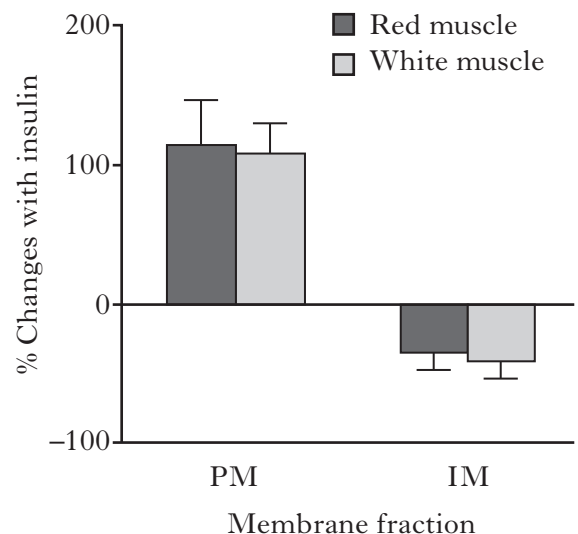 200
100
0
–100
% Changes with insulin
Red muscle
White muscle
PM
IM
Membrane fraction